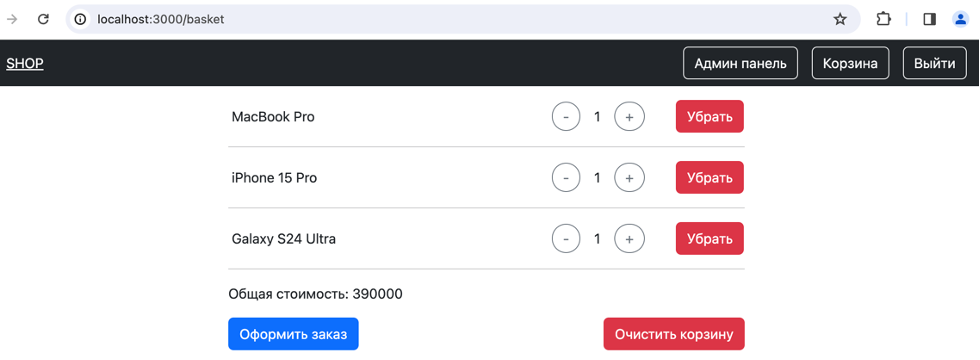 localhost:3000/basket
SHOP Админ панель Корзина Выйти
MacBook Pro - 1 + Убрать
iPhone 15 Pro - 1 + Убрать
Galaxy S24 Ultra - 1 + Убрать
Общая стоимость: 390000
Оформить заказ Очистить корзину